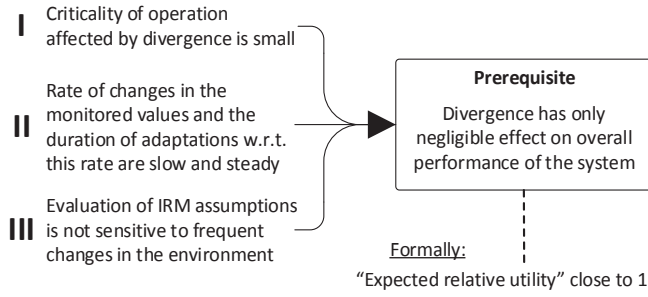 I
Criticality of operation
affected by divergence is small
II
Rate of changes in the
monitored values and the
duration of adaptations w.r.t.
this rate are slow and steady
III
Evaluation of IRM assumptions
is not sensitive to frequent
changes in the environment
Prerequisite
Divergence has only
negligible effect on overall
performance of the system
Formally:
“Expected relative utility” close to 1